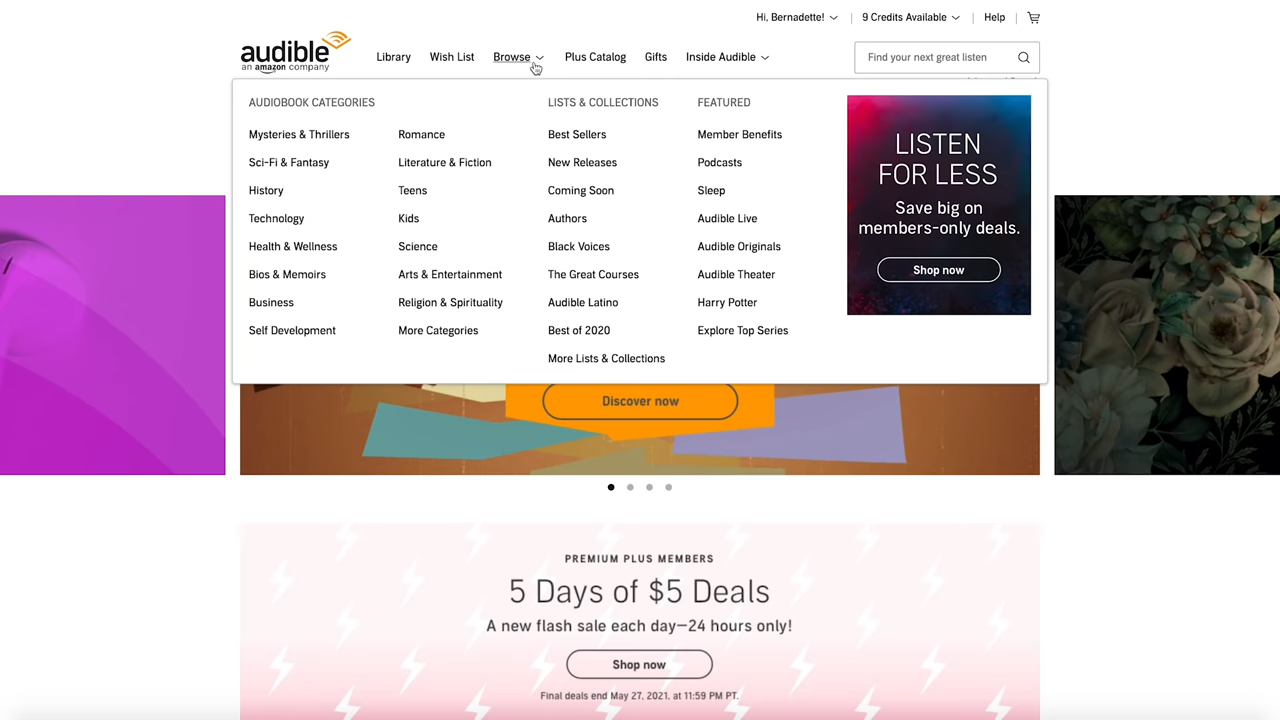 Hi, Bernadette!
9 Credits Available
Help
audible
an amazon company
Library
Wish List
Browse
Plus Catalog
Gifts
Inside Audible
Find your next great listen
AUDIOBOOK CATEGORIES
Mysteries & Thrillers
Sci-Fi & Fantasy
History
Technology
Health & Wellness
Bios & Memoirs
Business
Self Development
Romance
Literature & Fiction
Teens
Kids
Science
Arts & Entertainment
Religion & Spirituality
More Categories
LISTS & COLLECTIONS
Best Sellers
New Releases
Coming Soon
Authors
Black Voices
The Great Courses
Audible Latino
Best of 2020
More Lists & Collections
FEATURED
Member Benefits
Podcasts
Sleep
Audible Live
Audible Originals
Audible Theater
Harry Potter
Explore Top Series
LISTEN
FOR LESS
Save big on
members-only deals.
Shop now
Discover now
PREMIUM PLUS MEMBERS
5 Days of $5 Deals
A new flash sale each day—24 hours only!
Shop now
Final deals end May 27, 2021, at 11:59 PM PT.